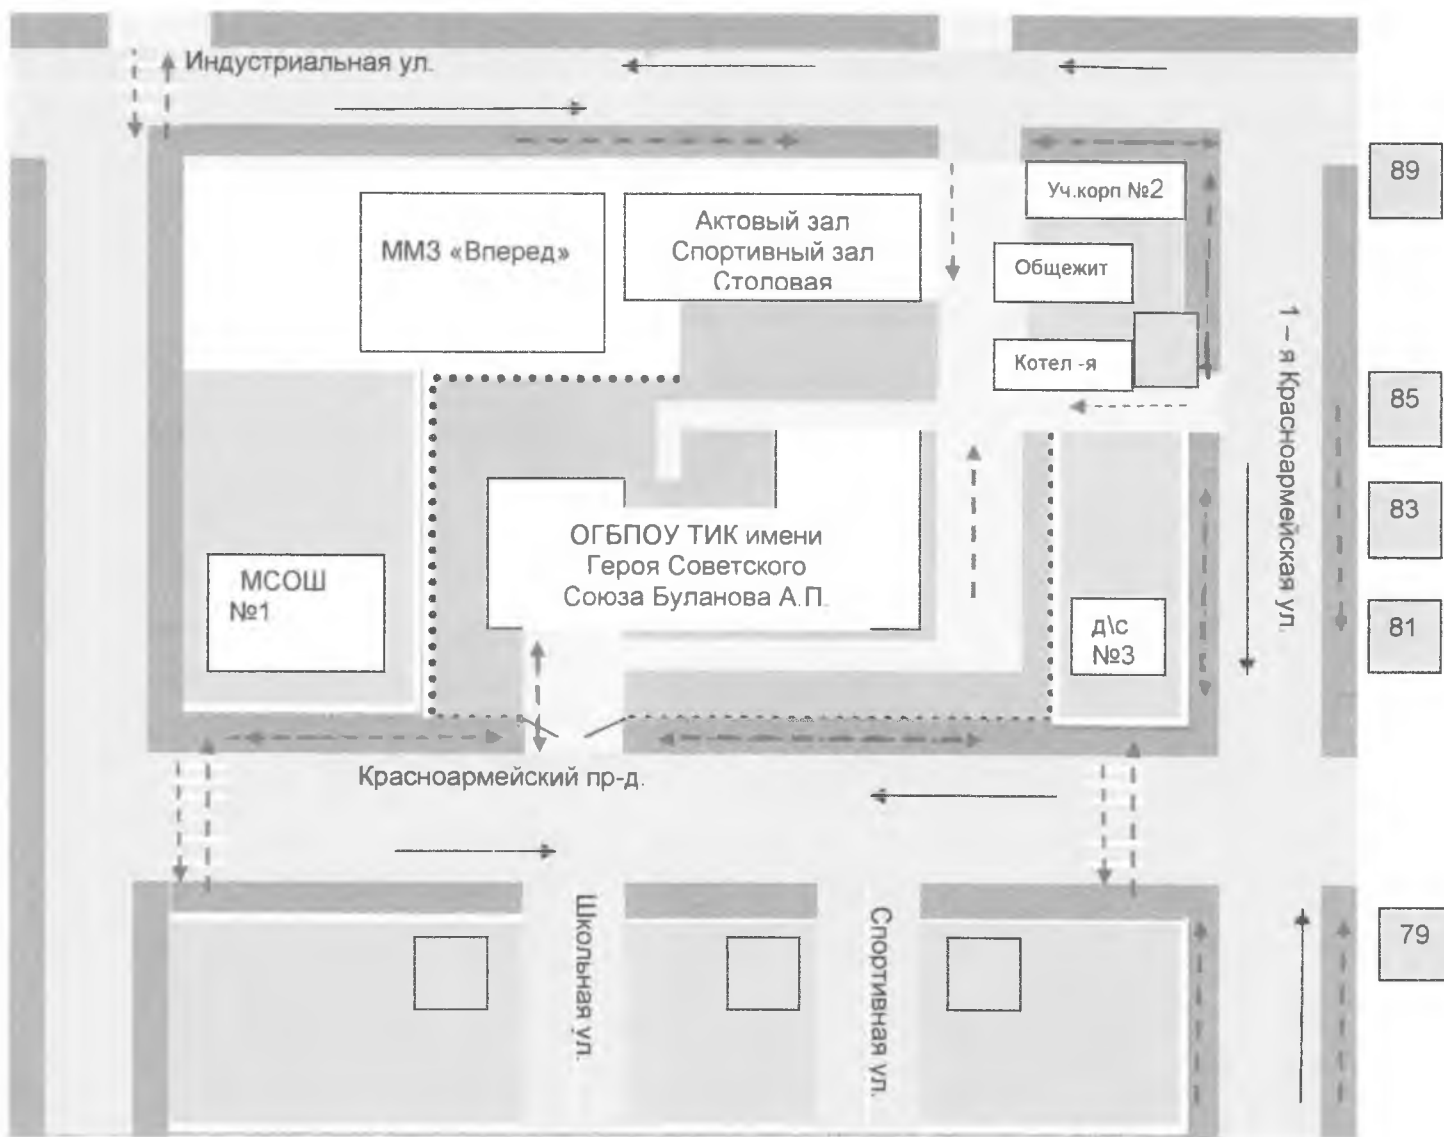 Индустриальная ул.
89
Уч.корп №2
ММЗ «Вперед»
Актовый зал
Спортивный зал
Столовая
Общежит
Котел -я
1 – я Красноармейская ул.
85
83
ОГБПОУ ТИК имени
Героя Советского
Союза Буланова А.П.
МСОШ
№1
д\с
№3
81
Красноармейский пр-д.
Школьная ул.
Спортивная ул.
79